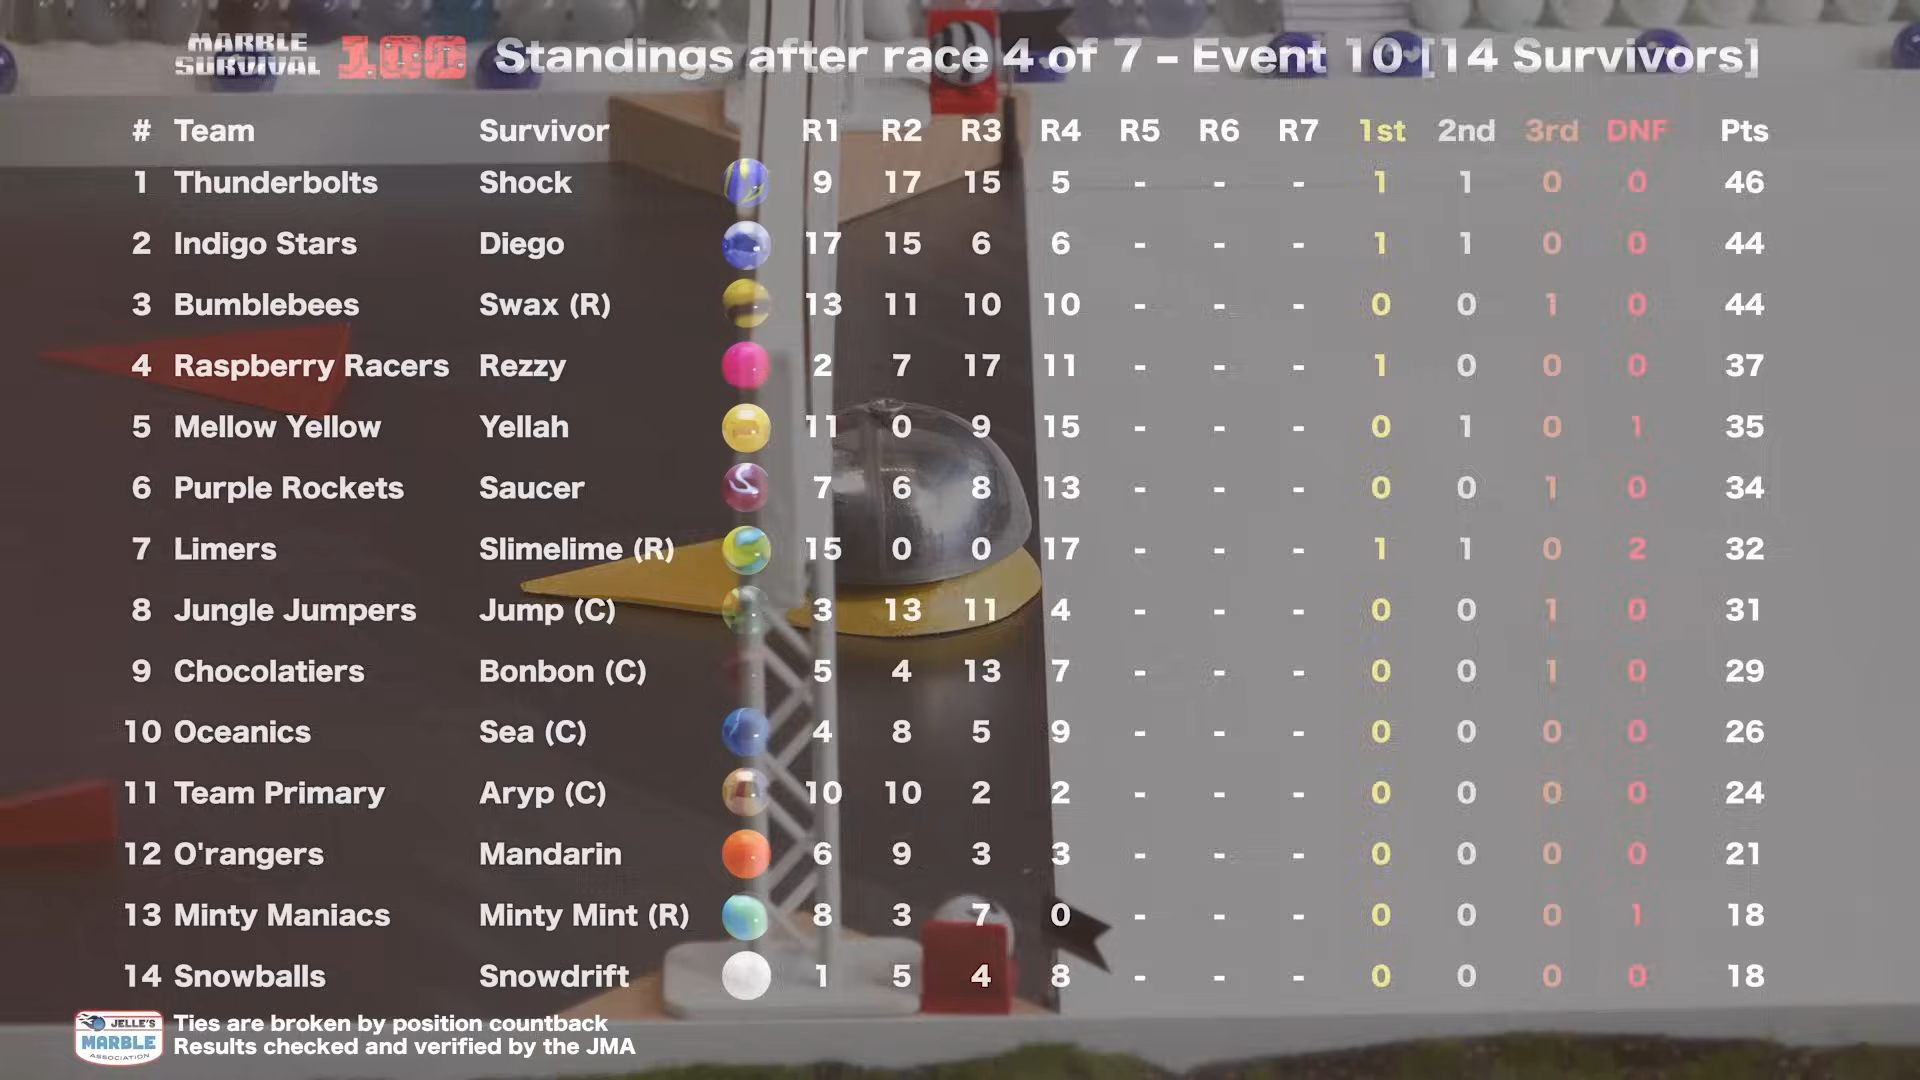 MARBLE SURVIVAL 100 Standings after race 4 of 7 – Event 10 [14 Survivors]
# Team Survivor R1 R2 R3 R4 R5 R6 R7 1st 2nd 3rd DNF Pts
1 Thunderbolts Shock 9 17 15 5 - - - 1 1 0 0 46
2 Indigo Stars Diego 17 15 6 6 - - - 1 1 0 0 44
3 Bumblebees Swax (R) 13 11 10 10 - - - 0 0 1 0 44
4 Raspberry Racers Rezzy 2 7 17 11 - - - 1 0 0 0 37
5 Mellow Yellow Yellah 11 0 9 15 - - - 0 1 0 1 35
6 Purple Rockets Saucer 7 6 8 13 - - - 0 0 1 0 34
7 Limers Slimelime (R) 15 0 0 17 - - - 1 1 0 2 32
8 Jungle Jumpers Jump (C) 3 13 11 4 - - - 0 0 1 0 31
9 Chocolatiers Bonbon (C) 5 4 13 7 - - - 0 0 1 0 29
10 Oceanics Sea (C) 4 8 5 9 - - - 0 0 0 0 26
11 Team Primary Aryp (C) 10 10 2 2 - - - 0 0 0 0 24
12 O'rangers Mandarin 6 9 3 3 - - - 0 0 0 0 21
13 Minty Maniacs Minty Mint (R) 8 3 7 0 - - - 0 0 0 1 18
14 Snowballs Snowdrift 1 5 4 8 - - - 0 0 0 0 18
JELLE'S MARBLE ASSOCIATION
Ties are broken by position countback
Results checked and verified by the JMA